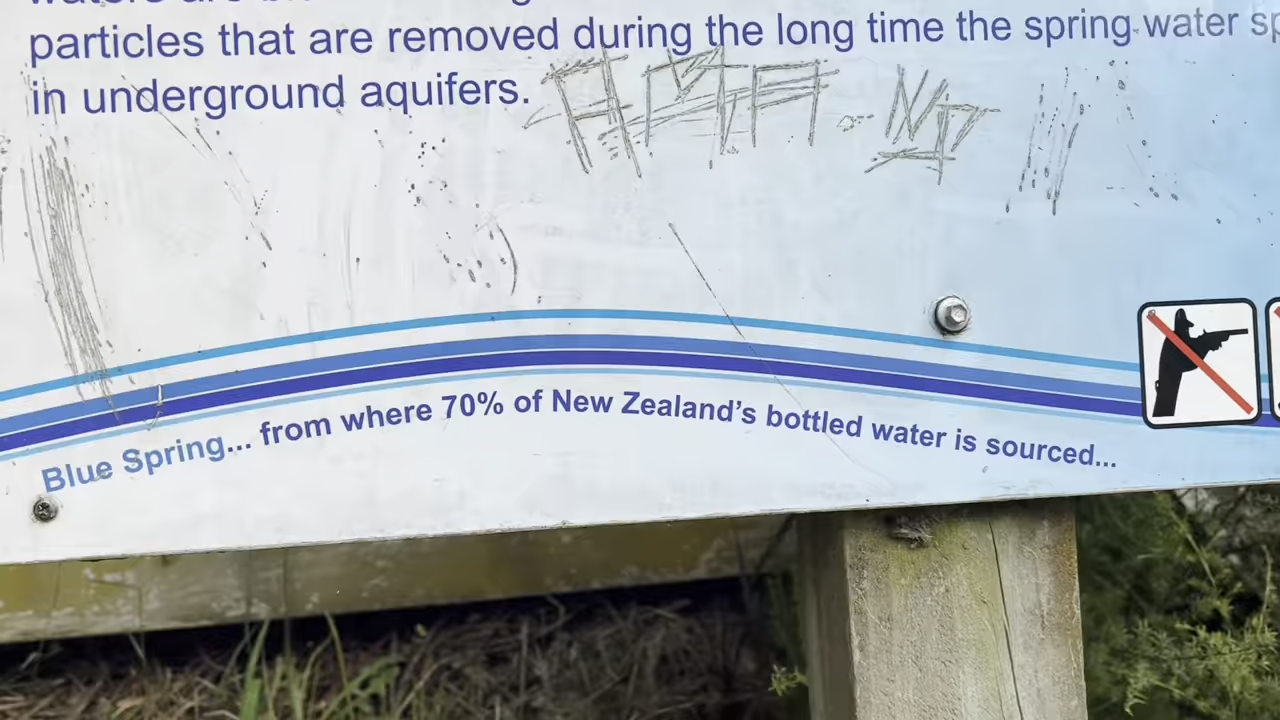 particles that are removed during the long time the spring water
in underground aquifers.
Blue Spring... from where 70% of New Zealand's bottled water is sourced...